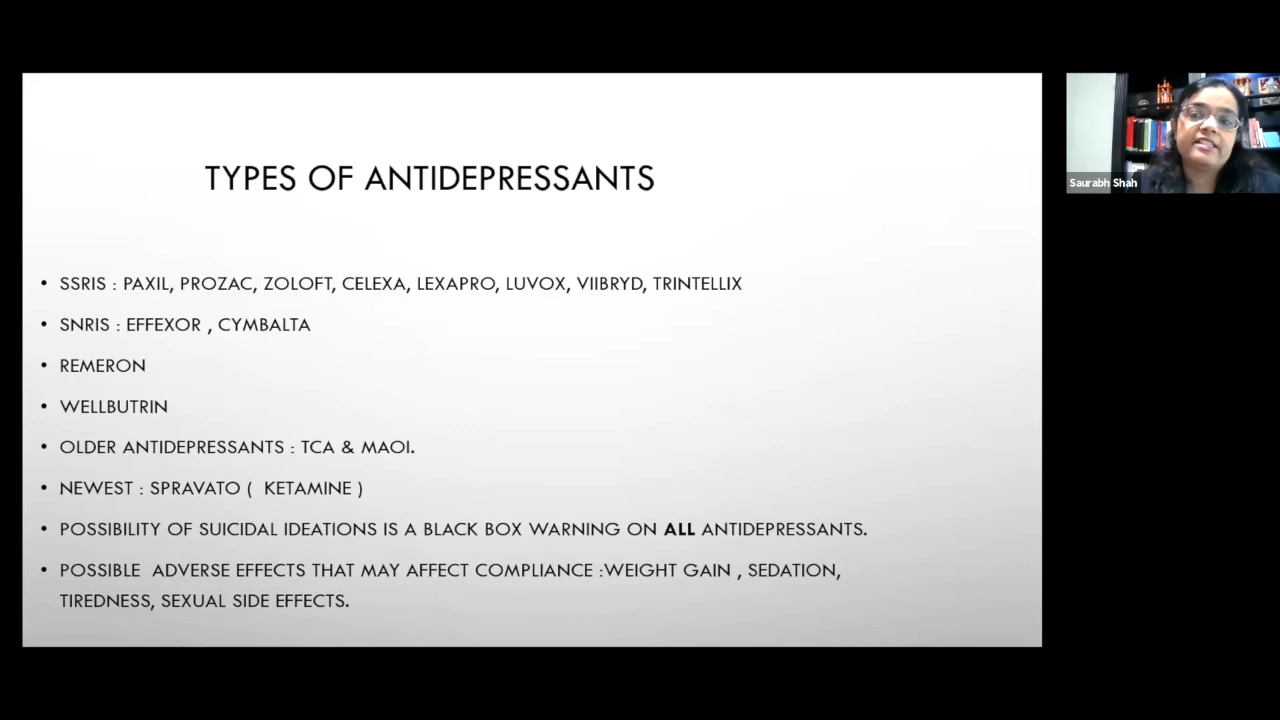 TYPES OF ANTIDEPRESSANTS
• SSRIS : PAXIL, PROZAC, ZOLOFT, CELEXA, LEXAPRO, LUVOX, VIIBRYD, TRINTELLIX
• SNRIS : EFFEXOR , CYMBALTA
• REMERON
• WELLBUTRIN
• OLDER ANTIDEPRESSANTS : TCA & MAOI.
• NEWEST : SPRAVATO ( KETAMINE )
• POSSIBILITY OF SUICIDAL IDEATIONS IS A BLACK BOX WARNING ON ALL ANTIDEPRESSANTS.
• POSSIBLE ADVERSE EFFECTS THAT MAY AFFECT COMPLIANCE :WEIGHT GAIN , SEDATION,
TIREDNESS, SEXUAL SIDE EFFECTS.
Saurabh Shah